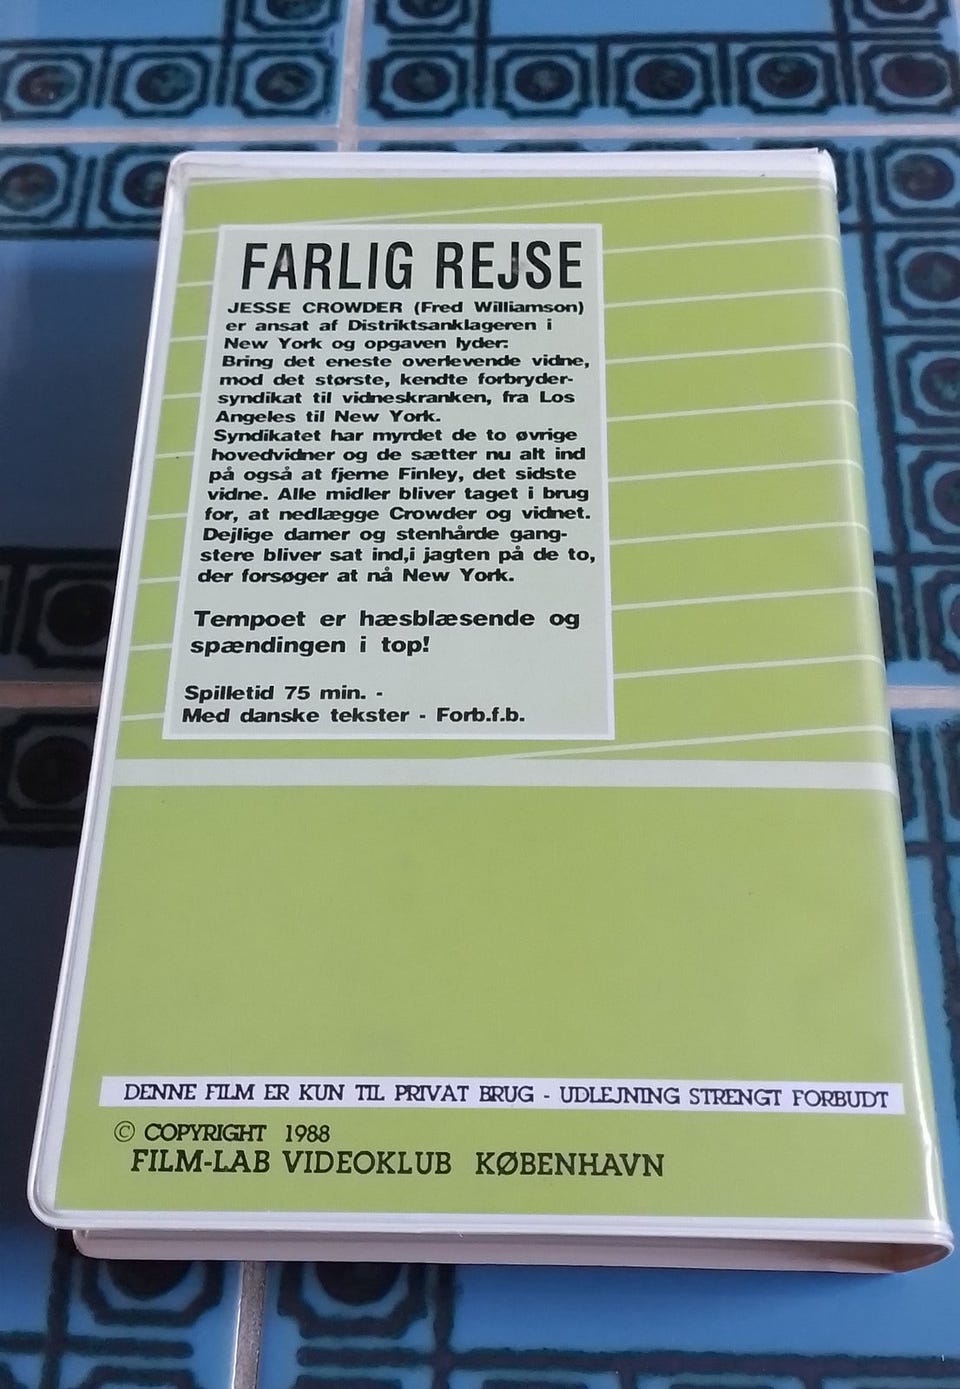 FARLIG REJSE
JESSE CROWDER (Fred Williamson)
er ansat af Distriktsanklageren i
New York og opgaven lyder:
Bring det eneste overlevende vidne,
mod det største, kendte forbryder-
syndikat til vidneskranken, fra Los
Angeles til New York.
Syndikatet har myrdet de to øvrige
hovedvidner og de sætter nu alt ind
på også at fjerne Finley, det sidste
vidne. Alle midler bliver taget i brug
for, at nedlægge Crowder og vidnet.
Dejlige damer og stenhårde gang-
stere bliver sat ind,i jagten på de to,
der forsøger at nå New York.
Tempoet er hæsblæsende og
spændingen i top!
Spilletid 75 min. -
Med danske tekster - Forb.f.b.
DENNE FILM ER KUN TIL PRIVAT BRUG - UDLEJNING STRENGT FORBUDT
© COPYRIGHT 1988
FILM-LAB VIDEOKLUB KØBENHAVN